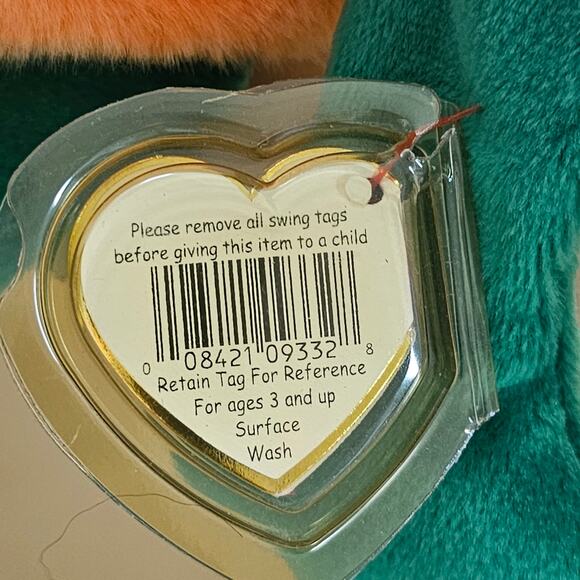 Please remove all swing tags
before giving this item to a child
0 08421 09332 8
Retain Tag For Reference
For ages 3 and up
Surface
Wash